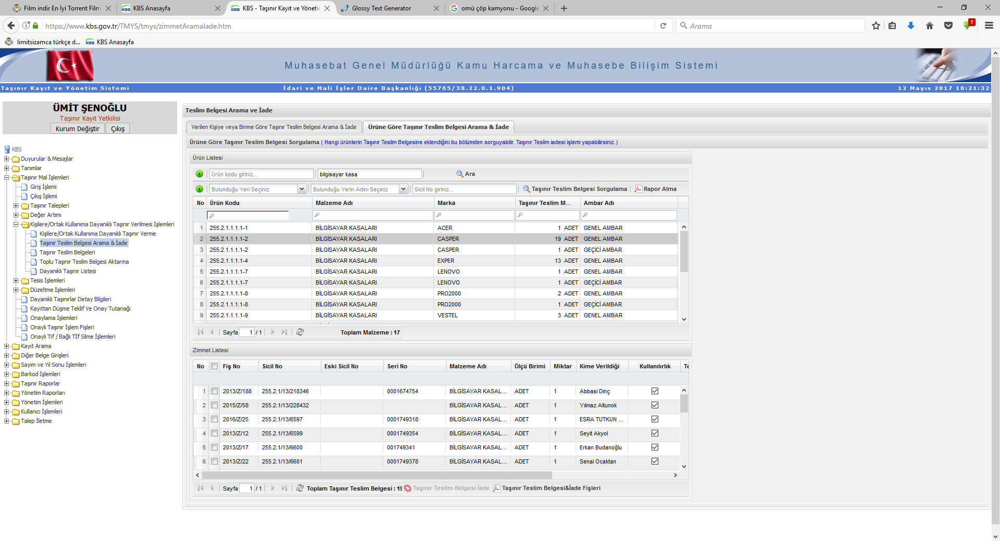 Film indir En İyi Torrent Film
KBS Anasayfa
KBS - Taşınır Kayıt ve Yönetir
Glossy Text Generator
omü çöp kamyonu - Google
https://www.kbs.gov.tr/TMYS/tmys/zimmetAramaIade.htm
Arama
limitsizamca türkçe d...
KBS Anasayfa
Muhasebat Genel Müdürlüğü Kamu Harcama ve Muhasebe Bilişim Sistemi
Taşınır Kayıt ve Yönetim Sistemi
İdari ve Mali İşler Daire Başkanlığı (55765/38.22.0.1.904)
12 Mayıs 2017 10:21:32
ÜMİT ŞENOĞLU
Taşınır Kayıt Yetkilisi
Kurum Değiştir
Çıkış
KBS
Duyurular & Mesajlar
Tanımlar
Taşınır Mal İşlemleri
Giriş İşlemi
Çıkış İşlemi
Taşınır Talepleri
Değer Artımı
Kişilere/Ortak Kullanıma Dayanıklı Taşınır Verilmesi İşlemleri
Kişilere/Ortak Kullanıma Dayanıklı Taşınır Verme
Taşınır Teslim Belgesi Arama & İade
Taşınır Teslim Belgeleri
Toplu Taşınır Teslim Belgesi Aktarma
Dayanıklı Taşınır Listesi
Tesis İşlemleri
Düzeltme İşlemleri
Dayanıklı Taşınırlar Detay Bilgileri
Kayıttan Düşme Teklif Ve Onay Tutanağı
Onaylama İşlemleri
Onaylı Taşınır İşlem Fişleri
Onaylı Tif / Bağlı TİF Silme İşlemleri
Kayıt Arama
Diğer Belge Girişleri
Sayım ve Yıl Sonu İşlemleri
Barkod İşlemleri
Taşınır Raporlar
Yönetim Raporları
Yönetim İşlemleri
Kullanıcı İşlemleri
Talep İletme
Teslim Belgesi Arama ve İade
Verilen Kişiye veya Birime Göre Taşınır Teslim Belgesi Arama & İade
Ürüne Göre Taşınır Teslim Belgesi Arama & İade
Ürüne Göre Taşınır Teslim Belgesi Sorgulama ( Hangi ürünlerin Taşınır Teslim Belgesine eklendiğini bu bölümden sorguyabilir. Taşınır Teslim iadesi işlemi yapabilirsiniz.)
Ürün Listesi
Ürün kodu giriniz...
bilgisayar kasa
Ara
Bulunduğu Yeri Seçiniz
Bulunduğu Yerin Adını Seçiniz
Sicil No giriniz...
Taşınır Teslim Belgesi Sorgulama
Rapor Alma
No Ürün Kodu Malzeme Adı Marka Taşınır Teslim M... Ambar Adı
1 255.2.1.1.1.1-1 BİLGİSAYAR KASALARI ACER 1 ADET GENEL AMBAR
2 255.2.1.1.1.1-2 BİLGİSAYAR KASALARI CASPER 19 ADET GENEL AMBAR
3 255.2.1.1.1.1-2 BİLGİSAYAR KASALARI CASPER 1 ADET GEÇİCİ AMBAR
4 255.2.1.1.1.1-4 BİLGİSAYAR KASALARI EXPER 13 ADET GENEL AMBAR
5 255.2.1.1.1.1-7 BİLGİSAYAR KASALARI LENOVO 1 ADET GENEL AMBAR
6 255.2.1.1.1.1-7 BİLGİSAYAR KASALARI LENOVO 1 ADET GEÇİCİ AMBAR
7 255.2.1.1.1.1-8 BİLGİSAYAR KASALARI PRO2000 2 ADET GENEL AMBAR
8 255.2.1.1.1.1-8 BİLGİSAYAR KASALARI PRO2000 1 ADET GEÇİCİ AMBAR
9 255.2.1.1.1.1-9 BİLGİSAYAR KASALARI VESTEL 3 ADET GENEL AMBAR
Sayfa 1 / 1
Toplam Malzeme : 17
Zimmet Listesi
No Fiş No Sicil No Eski Sicil No Seri No Malzeme Adı Ölçü Birimi Miktar Kime Verildiği Kullanılırlık Te
1 2013/Z/188 255.2.1/13/218346 0001674754 BİLGİSAYAR KASAL... ADET 1 Abbasi Dinç
2 2015/Z/58 255.2.1/13/228432 BİLGİSAYAR KASAL... ADET 1 Yılmaz Altunok
3 2016/Z/25 255.2.1/13/6597 0001749318 BİLGİSAYAR KASAL... ADET 1 ESRA TUTKUN ...
4 2013/Z/12 255.2.1/13/6599 0001749354 BİLGİSAYAR KASAL... ADET 1 Seyit Akyol
5 2013/Z/17 255.2.1/13/6600 001749341 BİLGİSAYAR KASAL... ADET 1 Erkan Budanoğlu
6 2013/Z/22 255.2.1/13/6601 0001749378 BİLGİSAYAR KASAL... ADET 1 Senai Ocaktan
Sayfa 1 / 1
Toplam Taşınır Teslim Belgesi : 19
Taşınır Teslim Belgesi İade
Taşınır Teslim Belgesi&İade Fişleri